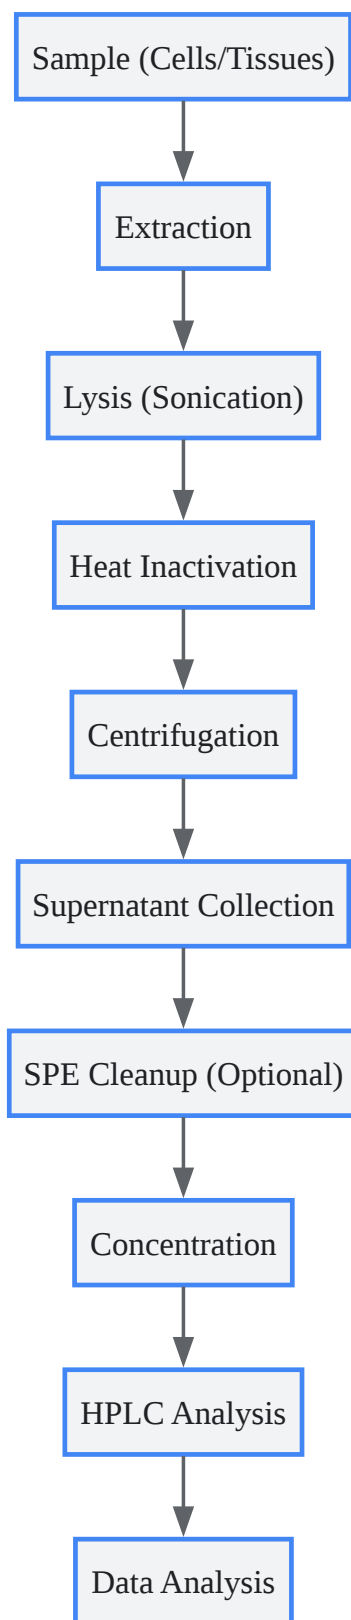 Sample (Cells/Tissues)
Extraction
Lysis (Sonication)
Heat Inactivation
Centrifugation
Supernatant Collection
SPE Cleanup (Optional)
Concentration
HPLC Analysis
Data Analysis